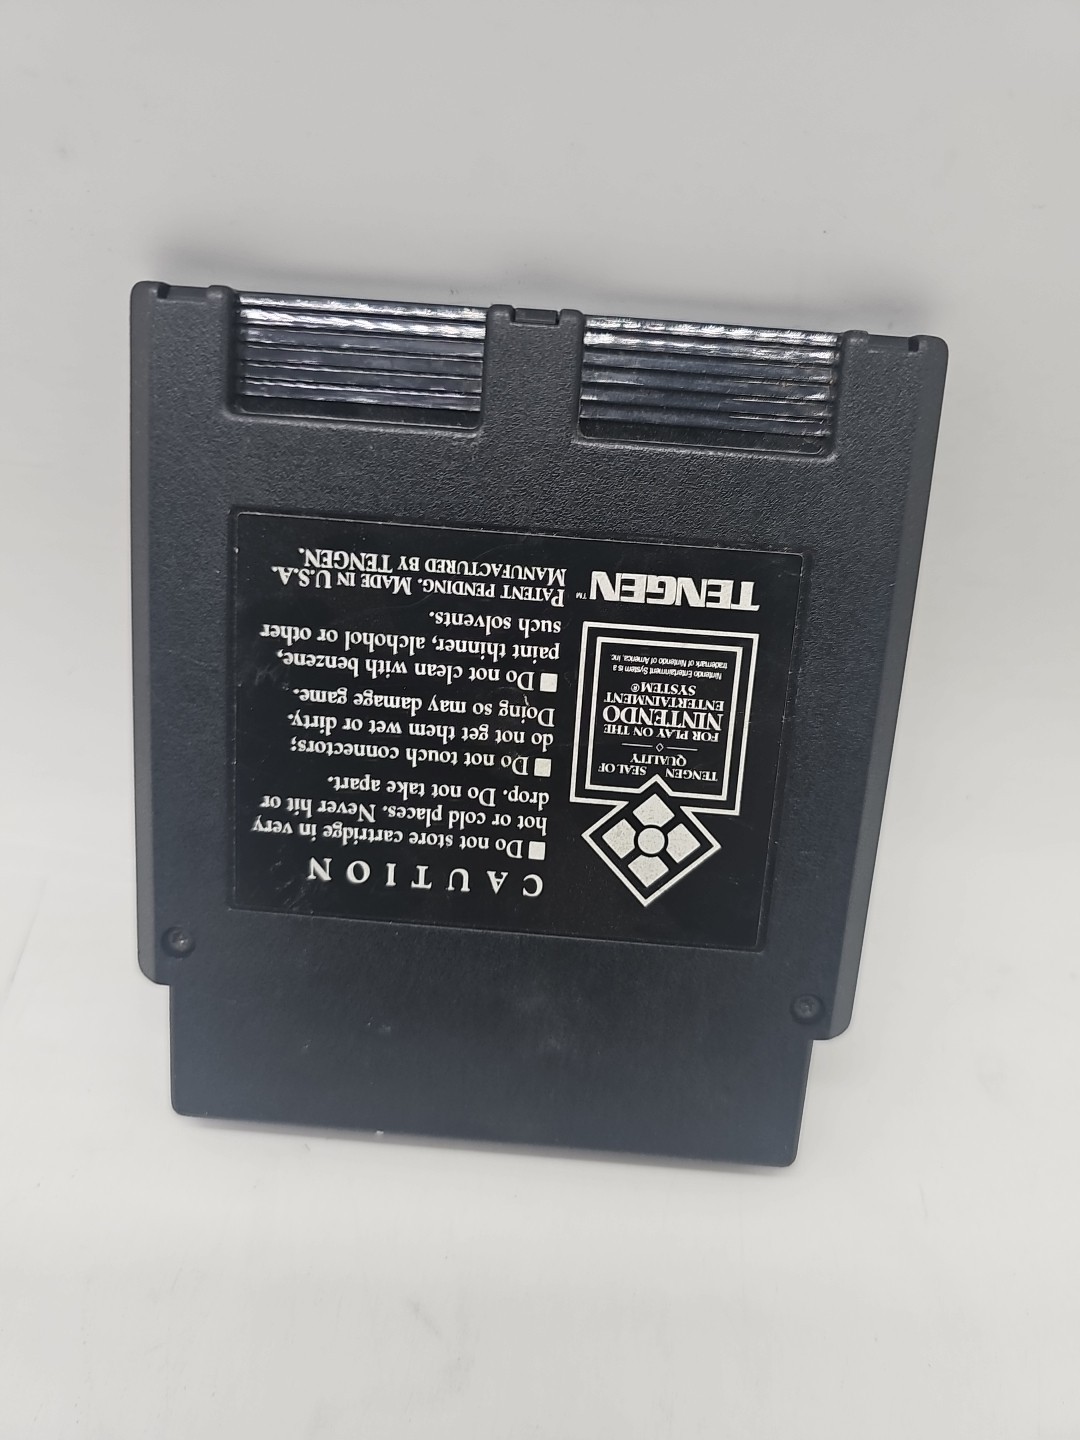 CAUTION
■ Do not store cartridge in very
hot or cold places. Never hit or
drop. Do not take apart.
■ Do not touch connectors;
do not get them wet or dirty.
Doing so may damage game.
■ Do not clean with benzene,
paint thinner, alchohol or other
such solvents.
PATENT PENDING. MADE IN U.S.A.
MANUFACTURED BY TENGEN.
TENGEN SEAL OF
QUALITY
FOR PLAY ON THE
NINTENDO
ENTERTAINMENT
SYSTEM®
Nintendo Entertainment System is a
trademark of Nintendo of America, Inc.
TENGEN™